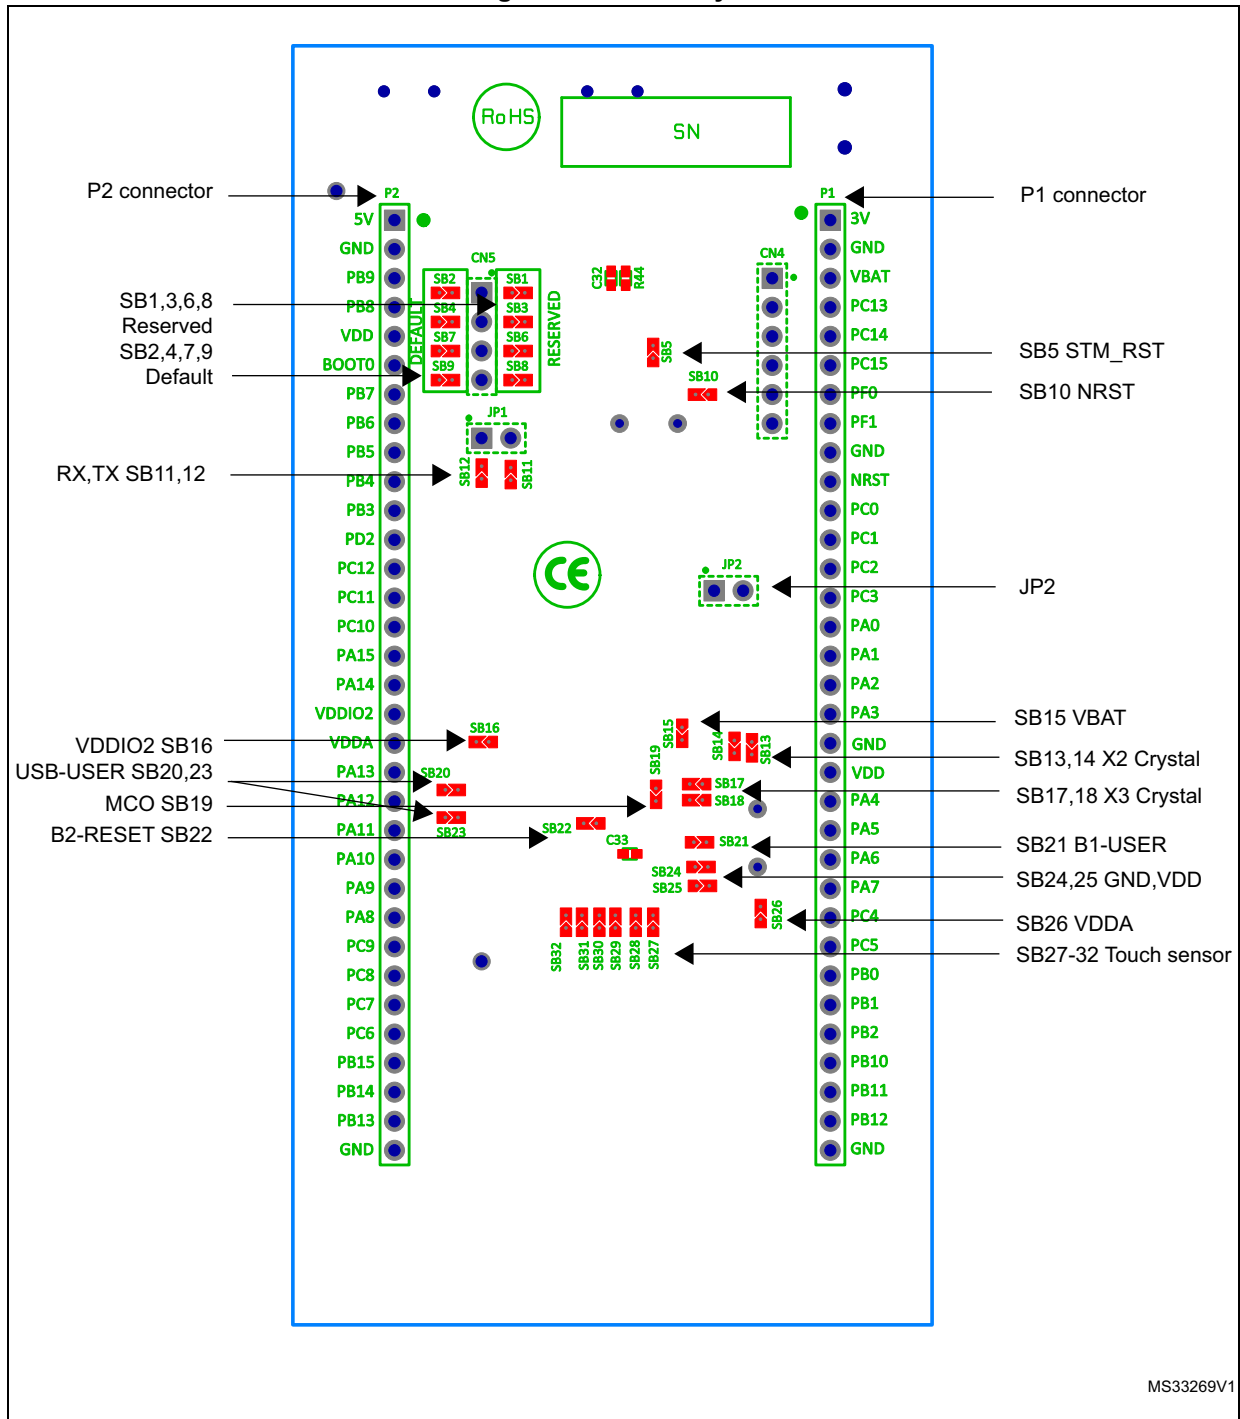 RoHS
SN
P2 connector
P2
P1
P1 connector
5V
3V
GND
GND
CN5
CN4
PB9
SB2
SB1
C32
R44
VBAT
SB1,3,6,8
Reserved
SB2,4,7,9
Default
PB8
SB4
SB3
PC13
DEFAULT
RESERVED
VDD
SB7
SB6
SB5
PC14
SB5 STM_RST
BOOT0
SB9
SB8
SB10
PC15
PB7
PF0
SB10 NRST
PB6
JP1
PF1
PB5
GND
RX,TX SB11,12
PB4
SB12
SB11
NRST
PB3
PC0
PD2
PC1
CE
PC12
JP2
PC2
PC11
PC3
JP2
PC10
PA0
PA15
PA1
PA14
PA2
VDDIO2
PA3
SB15 VBAT
VDDIO2 SB16
VDDA
SB16
SB15
SB14
SB13
GND
SB13,14 X2 Crystal
USB-USER SB20,23
PA13
SB20
SB19
SB17
VDD
SB17,18 X3 Crystal
MCO SB19
PA12
SB18
PA4
B2-RESET SB22
PA11
SB23
SB22
SB21
PA5
SB21 B1-USER
PA10
C33
PA6
SB24
PA9
SB25
PA7
SB24,25 GND,VDD
PA8
SB26
PC4
SB26 VDDA
PC9
SB32
SB31
SB30
SB29
SB28
SB27
PC5
SB27-32 Touch sensor
PC8
PB0
PC7
PB1
PC6
PB2
PB15
PB10
PB14
PB11
PB13
PB12
GND
GND
MS33269V1